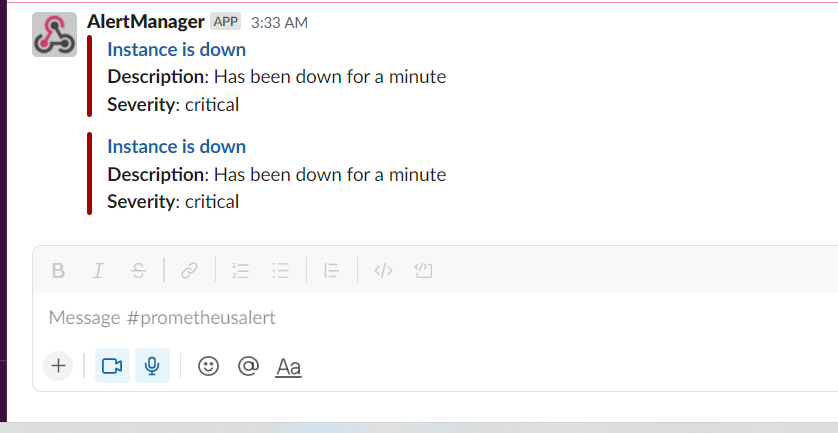 AlertManager APP 3:33 AM
Instance is down
Description: Has been down for a minute
Severity: critical
Instance is down
Description: Has been down for a minute
Severity: critical
B I S
Message #prometheusalert
Aa